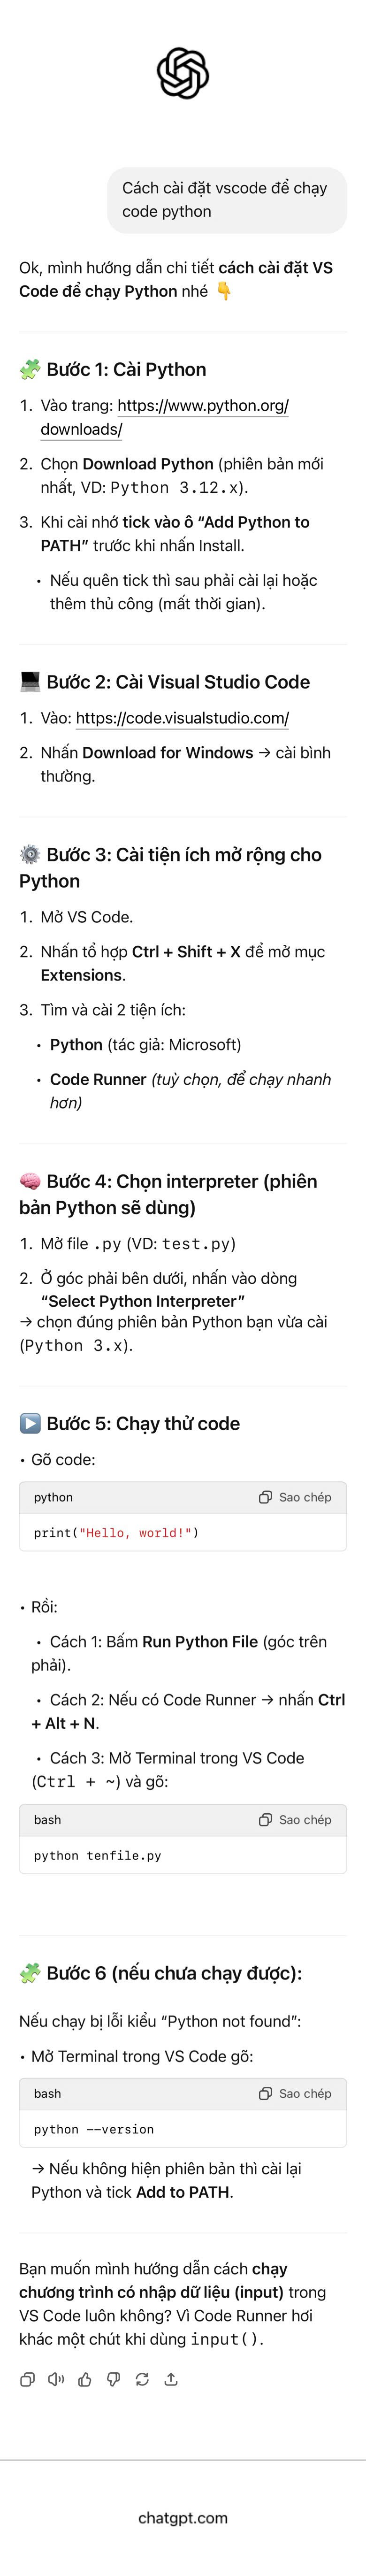 Cách cài đặt vscode để chạy
code python
Ok, mình hướng dẫn chi tiết cách cài đặt VS
Code để chạy Python nhé 👇
🧩 Bước 1: Cài Python
1. Vào trang: https://www.python.org/
downloads/
2. Chọn Download Python (phiên bản mới
nhất, VD: Python 3.12.x).
3. Khi cài nhớ tick vào ô “Add Python to
PATH” trước khi nhấn Install.
• Nếu quên tick thì sau phải cài lại hoặc
thêm thủ công (mất thời gian).
💻 Bước 2: Cài Visual Studio Code
1. Vào: https://code.visualstudio.com/
2. Nhấn Download for Windows → cài bình
thường.
⚙️ Bước 3: Cài tiện ích mở rộng cho
Python
1. Mở VS Code.
2. Nhấn tổ hợp Ctrl + Shift + X để mở mục
Extensions.
3. Tìm và cài 2 tiện ích:
• Python (tác giả: Microsoft)
• Code Runner (tuỳ chọn, để chạy nhanh
hơn)
🧠 Bước 4: Chọn interpreter (phiên
bản Python sẽ dùng)
1. Mở file .py (VD: test.py)
2. Ở góc phải bên dưới, nhấn vào dòng
“Select Python Interpreter”
→ chọn đúng phiên bản Python bạn vừa cài
(Python 3.x).
▶️ Bước 5: Chạy thử code
• Gõ code:
python Sao chép
print("Hello, world!")
• Rồi:
• Cách 1: Bấm Run Python File (góc trên
phải).
• Cách 2: Nếu có Code Runner → nhấn Ctrl
+ Alt + N.
• Cách 3: Mở Terminal trong VS Code
(Ctrl + ~) và gõ:
bash Sao chép
python tenfile.py
🧩 Bước 6 (nếu chưa chạy được):
Nếu chạy bị lỗi kiểu “Python not found”:
• Mở Terminal trong VS Code gõ:
bash Sao chép
python --version
→ Nếu không hiện phiên bản thì cài lại
Python và tick Add to PATH.
Bạn muốn mình hướng dẫn cách chạy
chương trình có nhập dữ liệu (input) trong
VS Code luôn không? Vì Code Runner hơi
khác một chút khi dùng input().
chatgpt.com